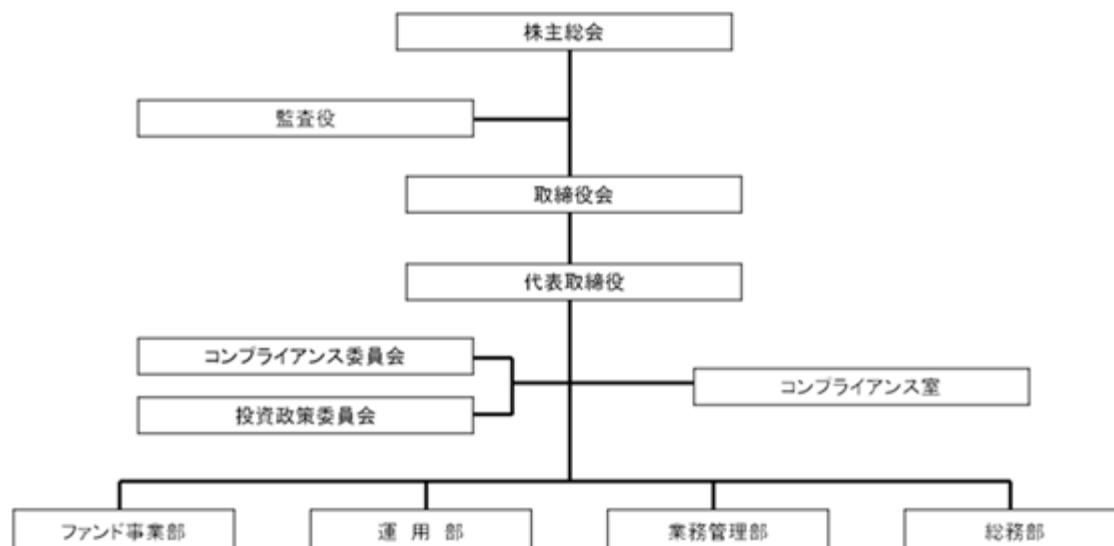 株主総会
監査役
取締役会
代表取締役
コンプライアンス委員会
コンプライアンス室
投資政策委員会
ファンド事業部
運 用 部
業務管理部
総務部